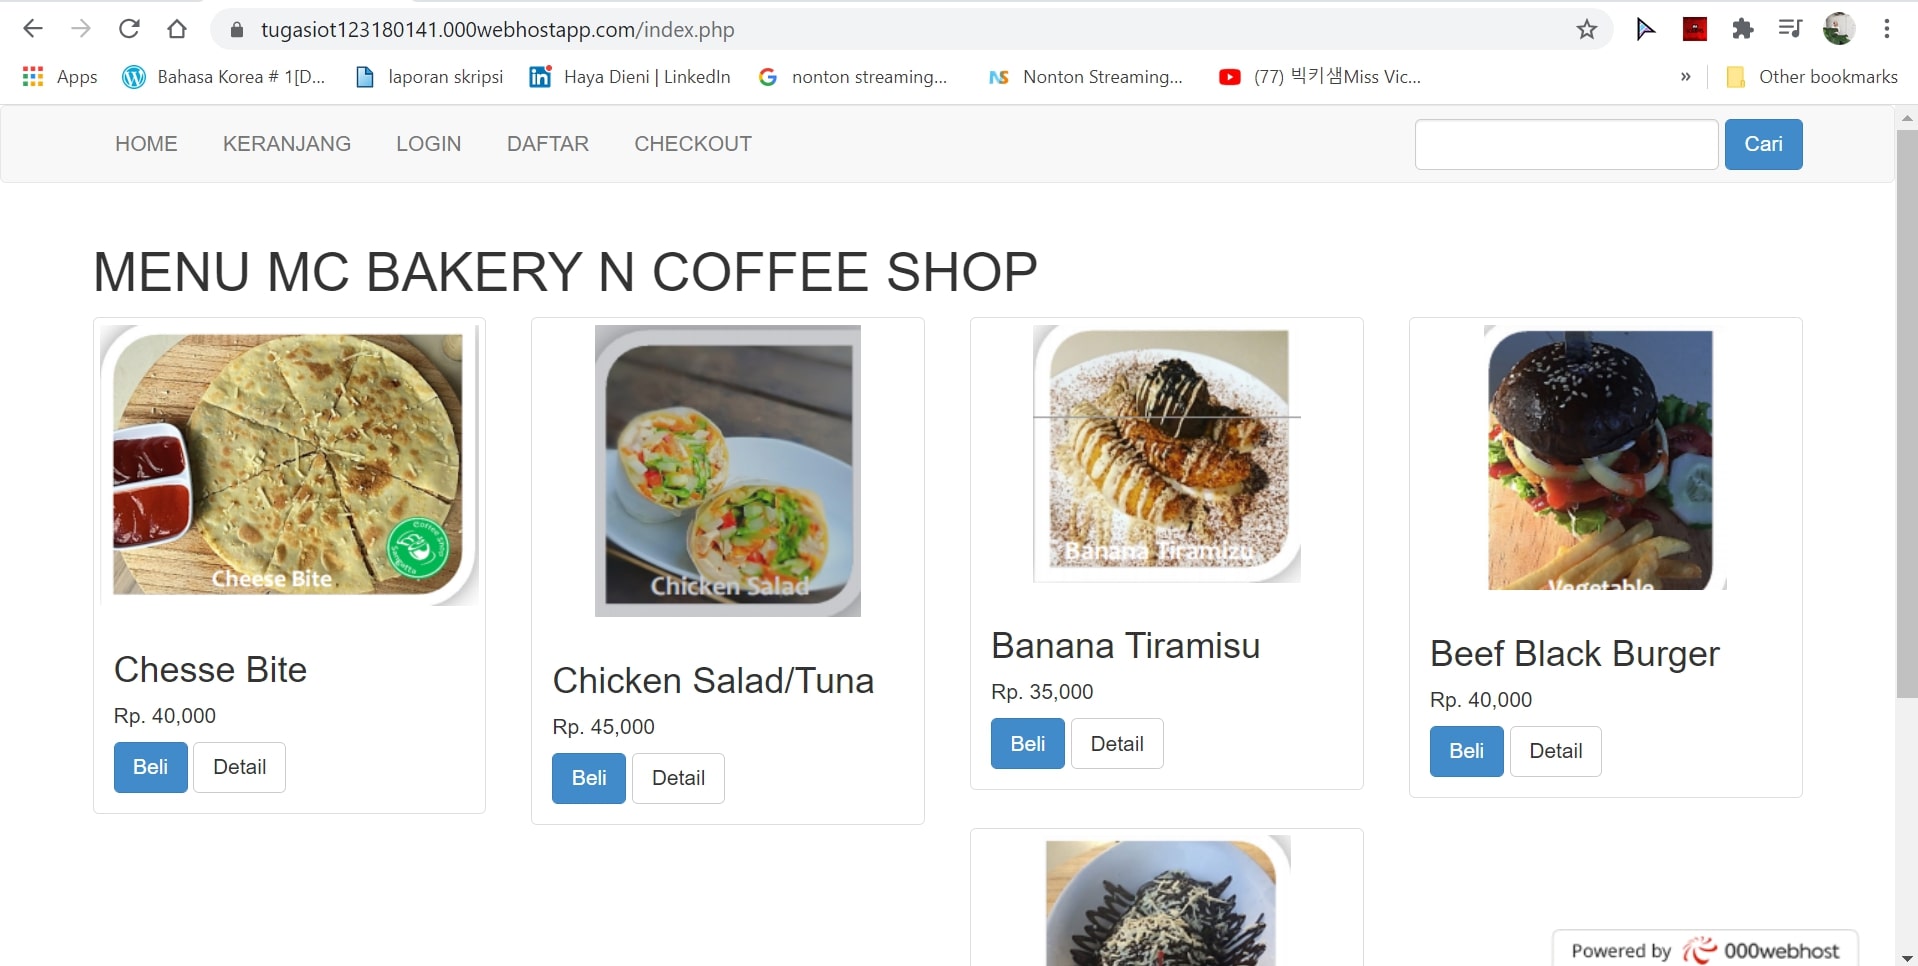 tugasiot123180141.000webhostapp.com/index.php
Apps Bahasa Korea # 1[D... laporan skripsi Haya Dieni | LinkedIn nonton streaming... Nonton Streaming... (77) 빅키샘Miss Vic... » Other bookmarks
HOME KERANJANG LOGIN DAFTAR CHECKOUT Cari
MENU MC BAKERY N COFFEE SHOP
Cheese Bite
Chesse Bite
Rp. 40,000
Beli Detail
Chicken Salad
Chicken Salad/Tuna
Rp. 45,000
Beli Detail
Banana Tiramizu
Banana Tiramisu
Rp. 35,000
Beli Detail
Vegetable
Beef Black Burger
Rp. 40,000
Beli Detail
Powered by 000webhost